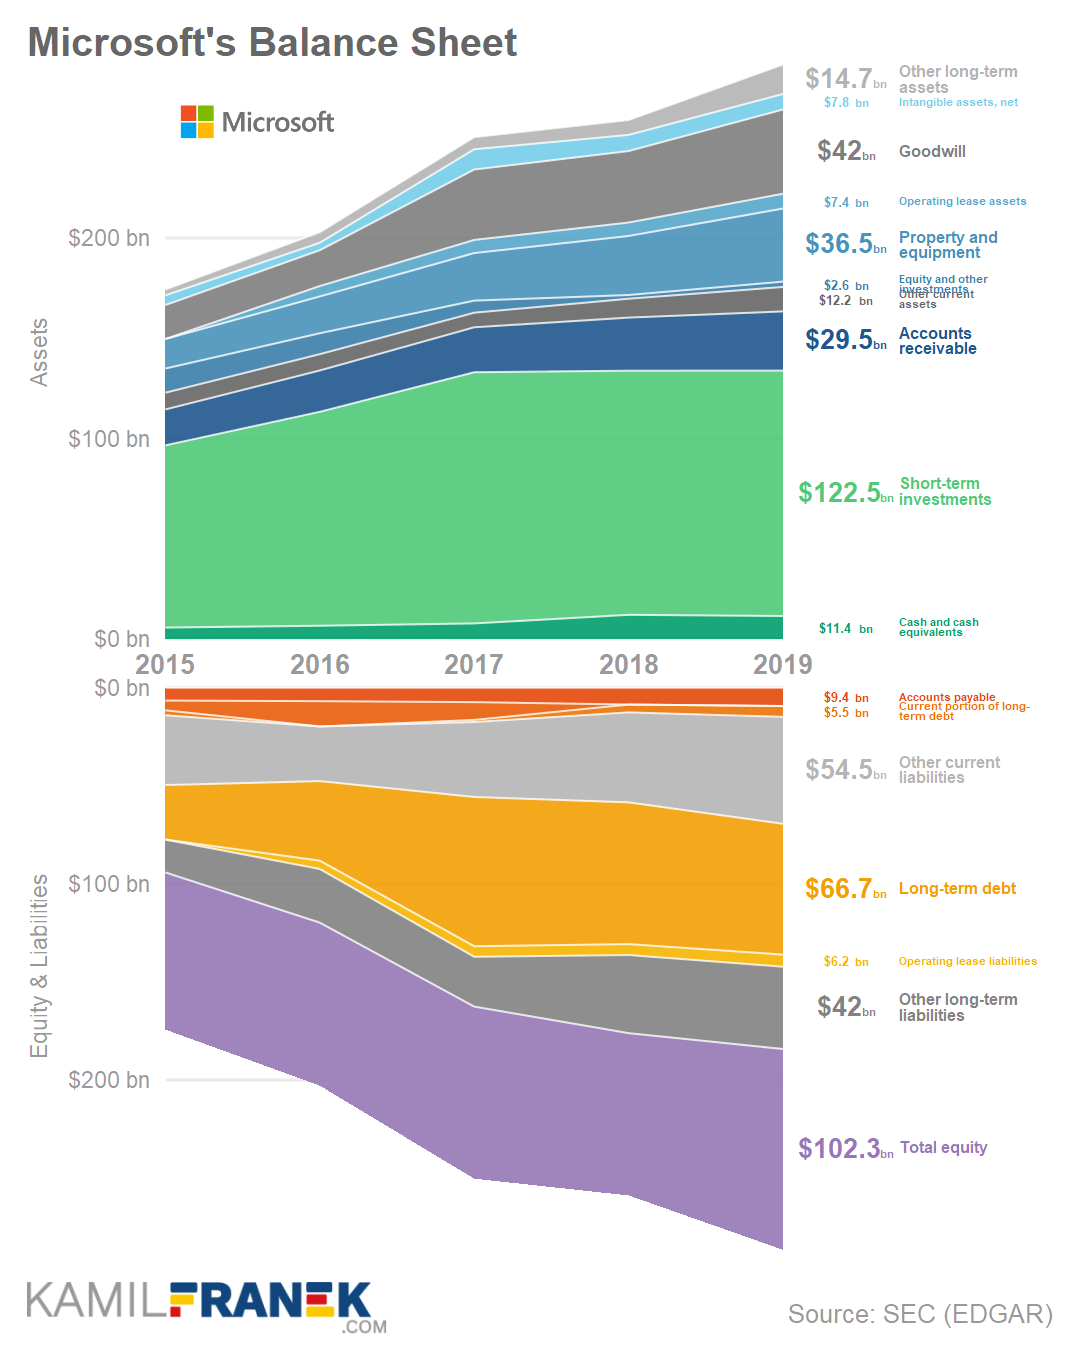 Microsoft's Balance Sheet
Microsoft
$14.7bn Other long-term
assets
$7.8 bn Intangible assets, net
$42bn Goodwill
$7.4 bn Operating lease assets
$200 bn
$36.5bn Property and
equipment
$2.6 bn Equity and other
investments
$12.2 bn Other current
assets
Assets
$29.5bn Accounts
receivable
$100 bn
$122.5bn Short-term
investments
$11.4 bn Cash and cash
equivalents
$0 bn
2015 2016 2017 2018 2019
$0 bn
$9.4 bn Accounts payable
$5.5 bn Current portion of long-
term debt
$54.5bn Other current
liabilities
$100 bn
$66.7bn Long-term debt
Equity & Liabilities
$6.2 bn Operating lease liabilities
$42bn Other long-term
liabilities
$200 bn
$102.3bn Total equity
KAMILFRANEK
.COM
Source: SEC (EDGAR)